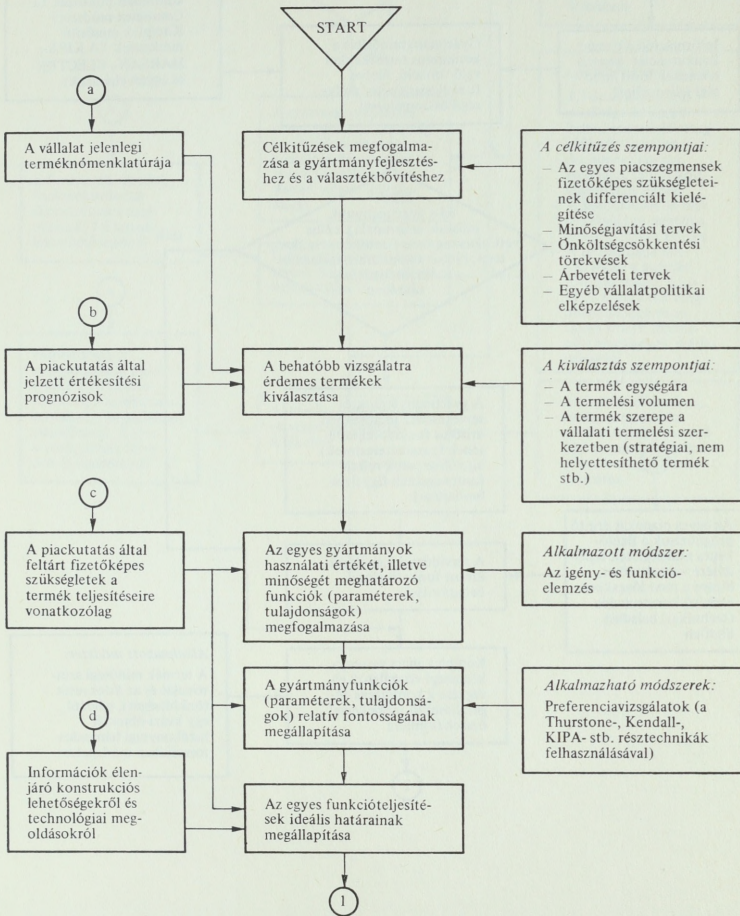 START
a
A vállalat jelenlegi
terméknómenklatúrája
Célkitűzések megfogalma-
zása a gyártmányfejlesztés-
hez és a választékbővítéshez
A célkitűzés szempontjai:
— Az egyes piacszegmensek
fizetőképes szükségletei-
nek differenciált kielé-
gítése
— Minőségjavítási tervek
— Önköltségcsökkentési
törekvések
— Árbevételi tervek
— Egyéb vállalatpolitikai
elképzelések
b
A piackutatás által
jelzett értékesítési
prognózisok
A behatóbb vizsgálatra
érdemes termékek
kiválasztása
A kiválasztás szempontjai:
— A termék egységára
— A termelési volumen
— A termék szerepe a
vállalati termelési szer-
kezetben (stratégiai, nem
helyettesíthető termék
stb.)
c
A piackutatás által
feltárt fizetőképes
szükségletek a
termék teljesítéseire
vonatkozólag
Az egyes gyártmányok
használati értékét, illetve
minőségét meghatározó
funkciók (paraméterek,
tulajdonságok)
megfogalmazása
Alkalmazott módszer:
Az igény- és funkció-
elemzés
A gyártmányfunkciók
(paraméterek, tulajdonsá-
gok) relatív fontosságának
megállapítása
Alkalmazható módszerek:
Preferenciavizsgálatok (a
Thurstone-, Kendall-,
KIPA- stb. résztechnikák
felhasználásával)
d
Információk élen-
járó konstrukciós
lehetőségekről és
technológiai meg-
oldásokról
Az egyes funkcióteljesíté-
sek ideális határainak
megállapítása
1